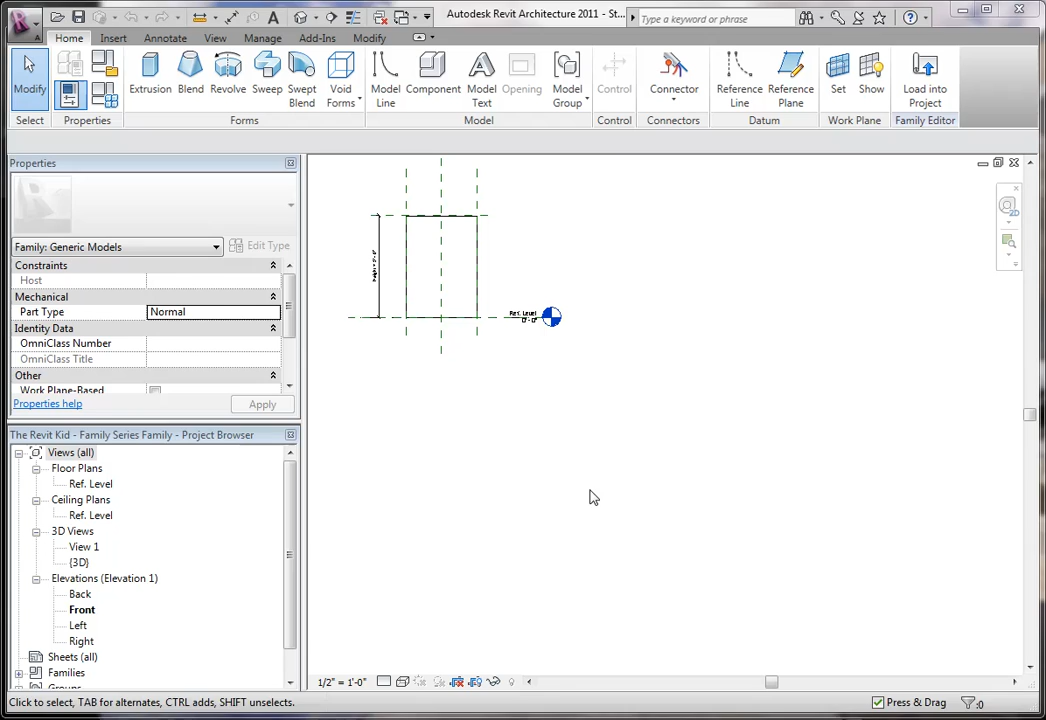 Autodesk Revit Architecture 2011 - St...
Type a keyword or phrase
Home Insert Annotate View Manage Add-Ins Modify
Modify Extrusion Blend Revolve Sweep Swept Blend Void Forms Model Line Component Model Text Opening Model Group Control Connector Reference Line Reference Plane Set Show Load into Project
Select Properties Forms Model Control Connectors Datum Work Plane Family Editor
Properties
Family: Generic Models Edit Type
Constraints
Host
Mechanical
Part Type Normal
Identity Data
OmniClass Number
OmniClass Title
Other
Work Plane-Based
Properties help Apply
Ref. Level
0' - 0"
2D
The Revit Kid - Family Series Family - Project Browser
Views (all)
Floor Plans
Ref. Level
Ceiling Plans
Ref. Level
3D Views
View 1
{3D}
Elevations (Elevation 1)
Back
Front
Left
Right
Sheets (all)
Families
Groups
1/2" = 1'-0"
Click to select, TAB for alternates, CTRL adds, SHIFT unselects. Press & Drag :0